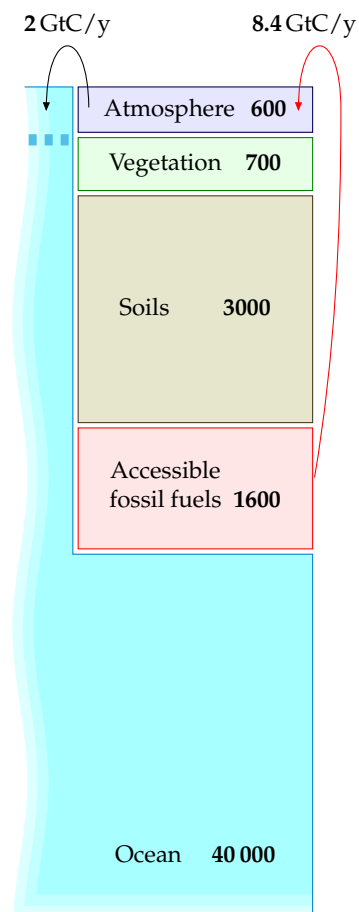 2 GtC/y 8.4 GtC/y
Atmosphere 600
Vegetation 700
Soils 3000
Accessible
fossil fuels 1600
Ocean 40 000